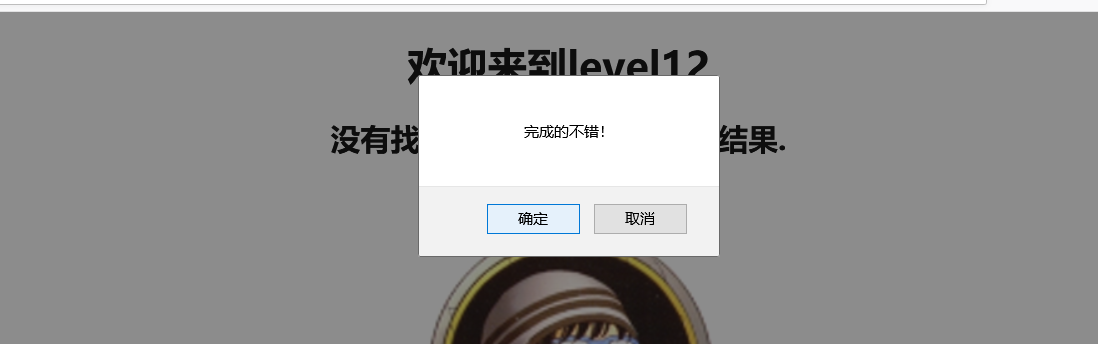 欢迎来到level12
没有找
结果.
完成的不错！
确定
取消